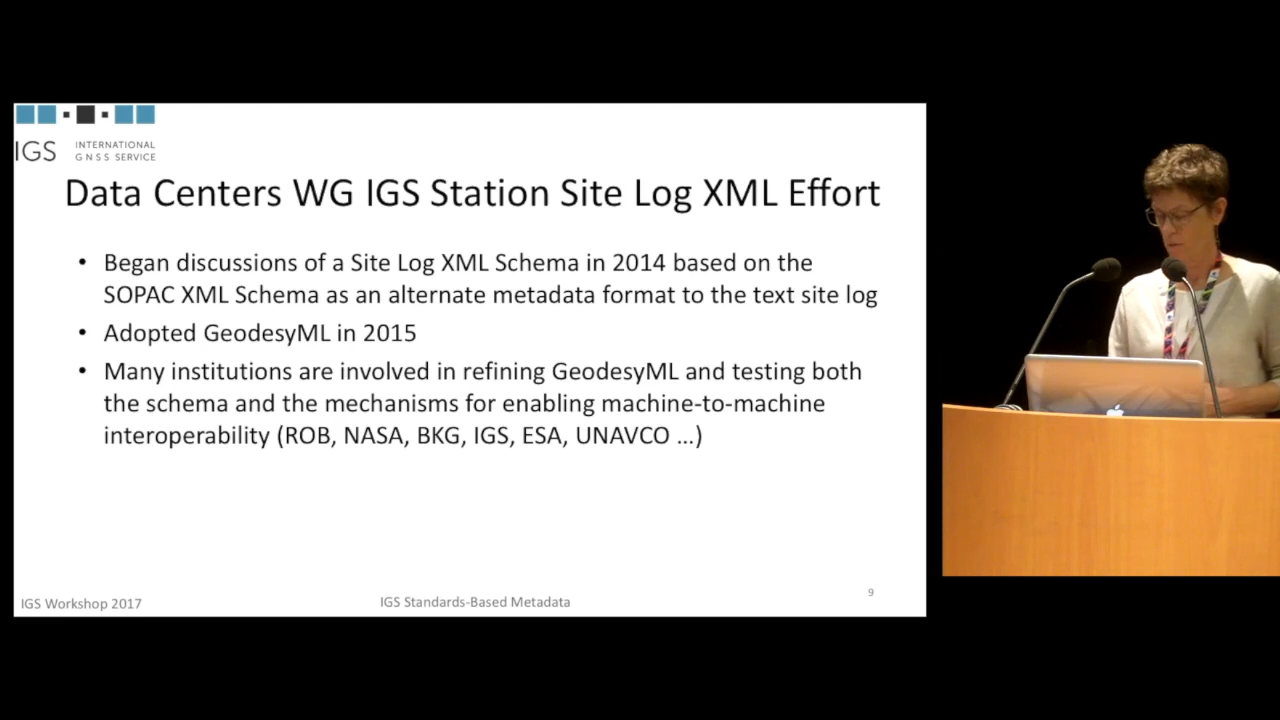 IGS INTERNATIONAL
GNSS SERVICE
Data Centers WG IGS Station Site Log XML Effort
• Began discussions of a Site Log XML Schema in 2014 based on the
SOPAC XML Schema as an alternate metadata format to the text site log
• Adopted GeodesyML in 2015
• Many institutions are involved in refining GeodesyML and testing both
the schema and the mechanisms for enabling machine-to-machine
interoperability (ROB, NASA, BKG, IGS, ESA, UNAVCO ...)
IGS Workshop 2017
IGS Standards-Based Metadata
9